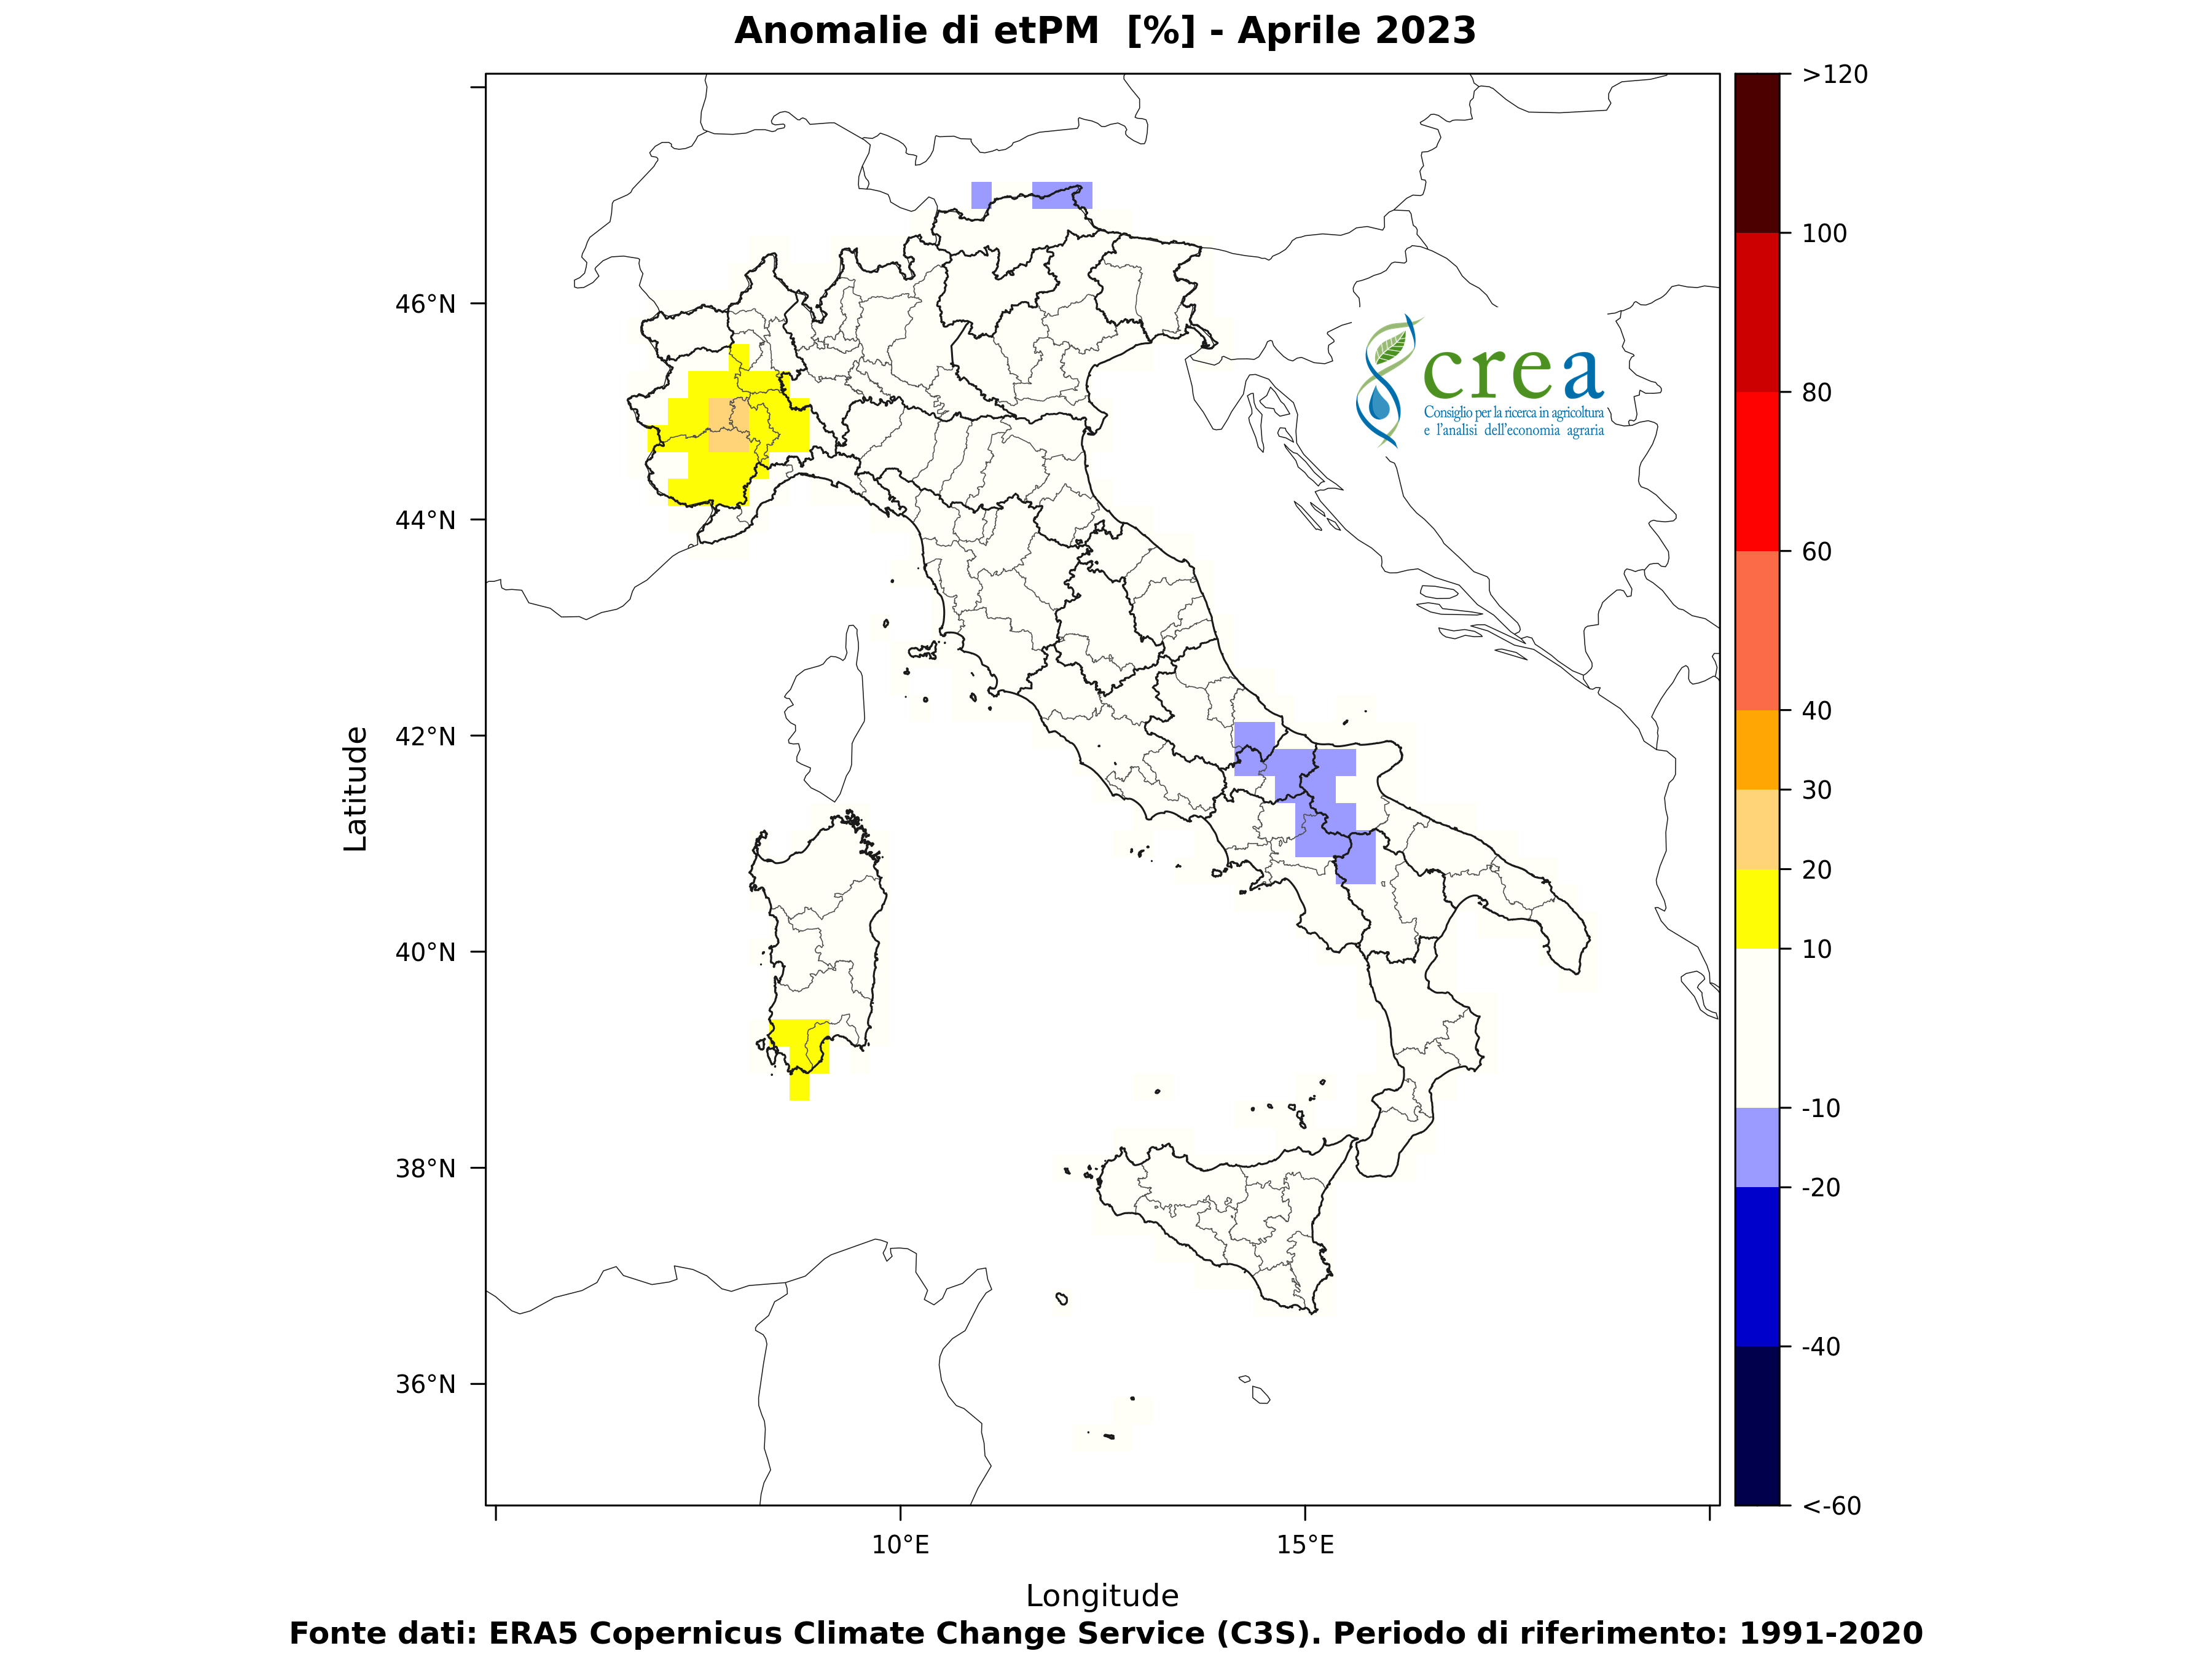 Anomalie di etPM [%] - Aprile 2023
>120
100
80
60
40
30
20
10
-10
-20
-40
<-60
46°N
44°N
42°N
40°N
38°N
36°N
Latitude
crea
Consiglio per la ricerca in agricoltura
e l'analisi dell'economia agraria
10°E
15°E
Longitude
Fonte dati: ERA5 Copernicus Climate Change Service (C3S). Periodo di riferimento: 1991-2020